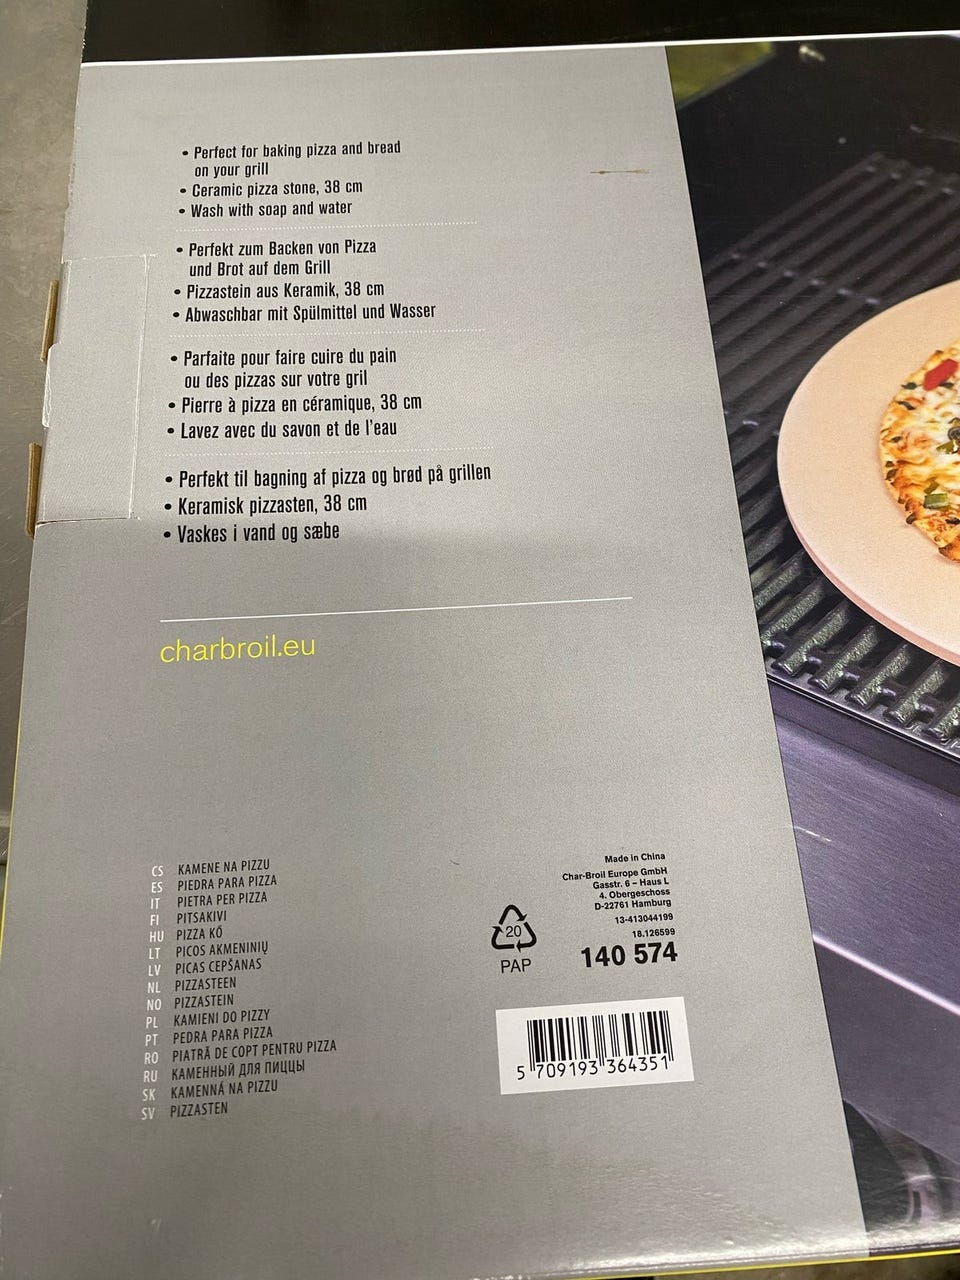 • Perfect for baking pizza and bread
on your grill
• Ceramic pizza stone, 38 cm
• Wash with soap and water
• Perfekt zum Backen von Pizza
und Brot auf dem Grill
• Pizzastein aus Keramik, 38 cm
• Abwaschbar mit Spülmittel und Wasser
• Parfaite pour faire cuire du pain
ou des pizzas sur votre gril
• Pierre à pizza en céramique, 38 cm
• Lavez avec du savon et de l'eau
• Perfekt til bagning af pizza og brød på grillen
• Keramisk pizzasten, 38 cm
• Vaskes i vand og sæbe
charbroil.eu
CS KAMENE NA PIZZU
ES PIEDRA PARA PIZZA
IT PIETRA PER PIZZA
FI PITSAKIVI
HU PIZZA KŐ
LT PICOS AKMENINIŲ
LV PICAS CEPŠANAS
NL PIZZASTEEN
NO PIZZASTEIN
PL KAMIENI DO PIZZY
PT PEDRA PARA PIZZA
RO PIATRĂ DE COPT PENTRU PIZZA
RU КАМЕННЫЙ ДЛЯ ПИЦЦЫ
SK KAMENNÁ NA PIZZU
SV PIZZASTEN
20
PAP
Made in China
Char-Broil Europe GmbH
Gasstr. 6 – Haus L
4. Obergeschoss
D-22761 Hamburg
13-413044199
18.126599
140 574
5 709193 364351